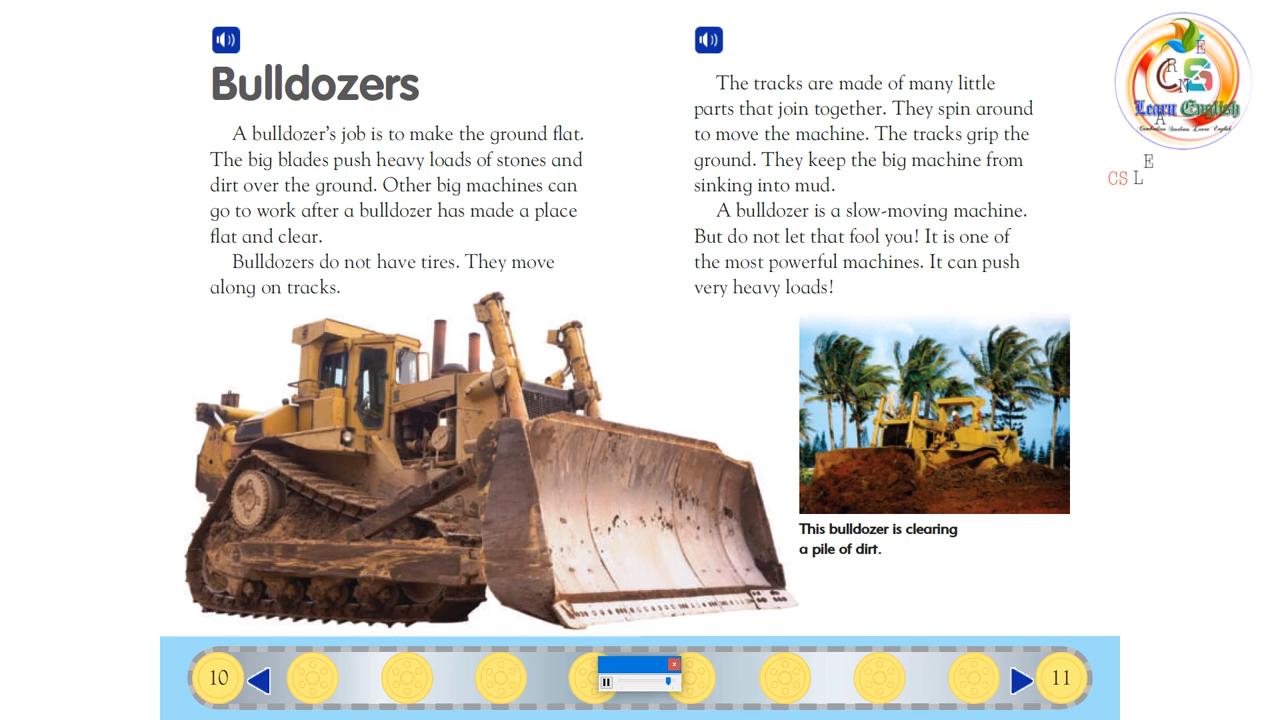 Bulldozers
A bulldozer's job is to make the ground flat.
The big blades push heavy loads of stones and
dirt over the ground. Other big machines can
go to work after a bulldozer has made a place
flat and clear.
Bulldozers do not have tires. They move
along on tracks.
The tracks are made of many little
parts that join together. They spin around
to move the machine. The tracks grip the
ground. They keep the big machine from
sinking into mud.
A bulldozer is a slow-moving machine.
But do not let that fool you! It is one of
the most powerful machines. It can push
very heavy loads!
This bulldozer is clearing
a pile of dirt.
10
11
Learn English
CS L E